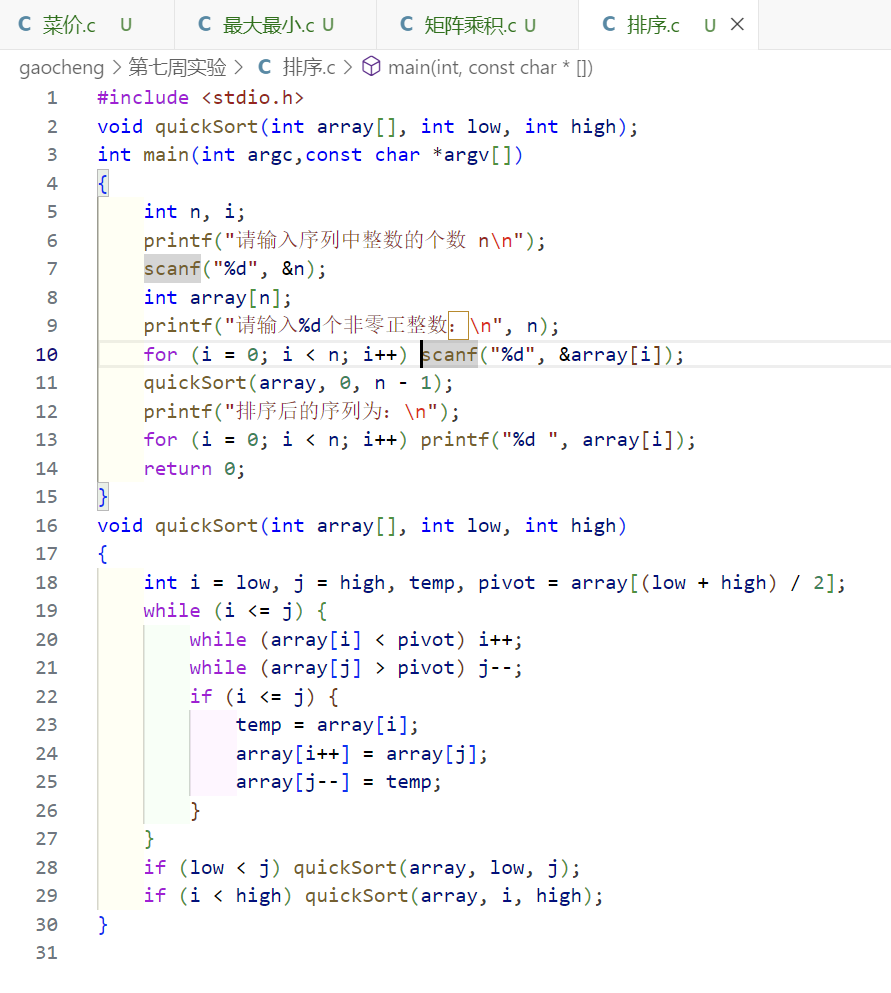 C 菜价.c U C 最大最小.c U C 矩阵乘积.c U C 排序.c U ×
gaocheng > 第七周实验 > C 排序.c > main(int, const char * [])
1 #include <stdio.h>
2 void quickSort(int array[], int low, int high);
3 int main(int argc,const char *argv[])
4 {
5 int n, i;
6 printf("请输入序列中整数的个数 n\n");
7 scanf("%d", &n);
8 int array[n];
9 printf("请输入%d个非零正整数：\n", n);
10 for (i = 0; i < n; i++) scanf("%d", &array[i]);
11 quickSort(array, 0, n - 1);
12 printf("排序后的序列为：\n");
13 for (i = 0; i < n; i++) printf("%d ", array[i]);
14 return 0;
15 }
16 void quickSort(int array[], int low, int high)
17 {
18 int i = low, j = high, temp, pivot = array[(low + high) / 2];
19 while (i <= j) {
20 while (array[i] < pivot) i++;
21 while (array[j] > pivot) j--;
22 if (i <= j) {
23 temp = array[i];
24 array[i++] = array[j];
25 array[j--] = temp;
26 }
27 }
28 if (low < j) quickSort(array, low, j);
29 if (i < high) quickSort(array, i, high);
30 }
31